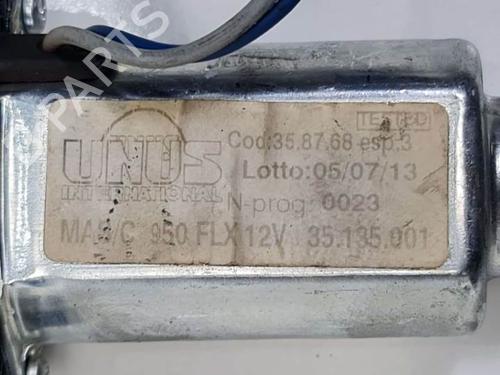 TESTED
UNUS
INTERNATIONAL
Cod:35.87.68 esp.3
Lotto:05/07/13
N-prog: 0023
950 FLX 12V 35.135.001
PARTS